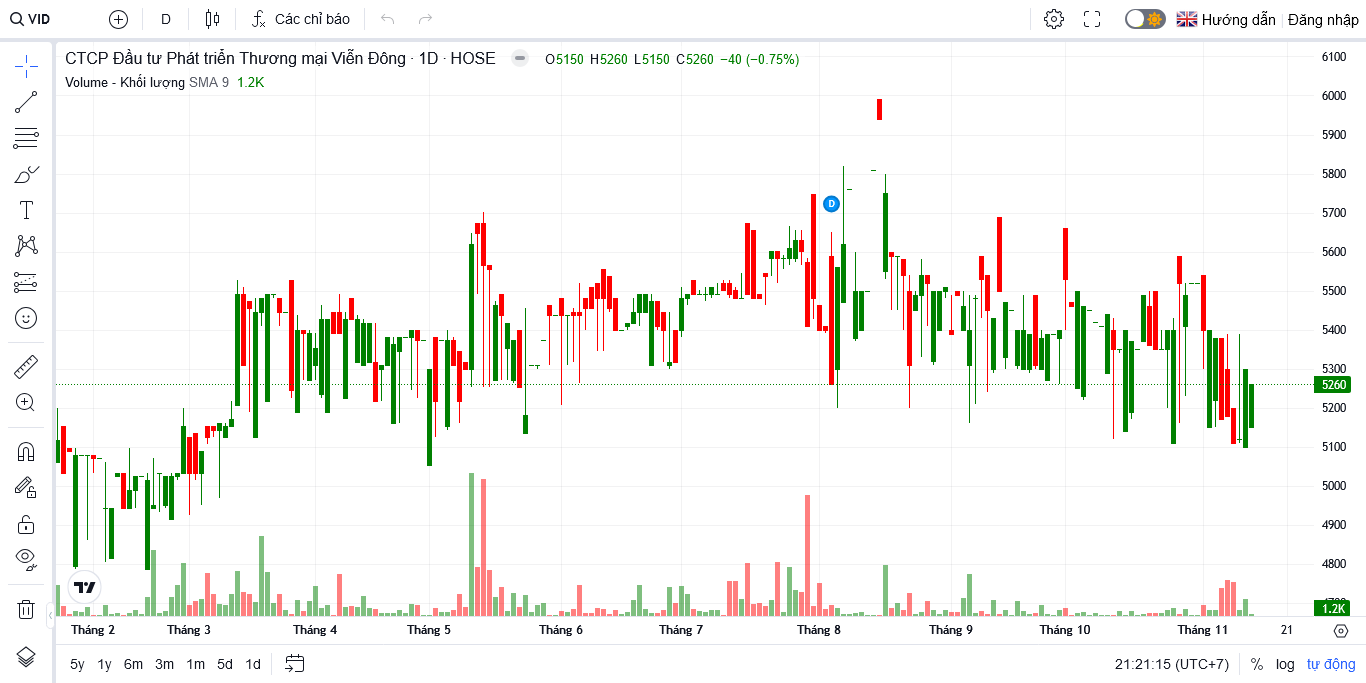 VID D Các chỉ báo Hướng dẫn Đăng nhập
CTCP Đầu tư Phát triển Thương mại Viễn Đông · 1D · HOSE O5150 H5260 L5150 C5260 −40 (−0.75%)
Volume - Khối lượng SMA 9 1.2K
6100
6000
5900
5800
5700
D
5600
5500
5400
5300
5260
5200
5100
5000
4900
4800
1.2K
Tháng 2 Tháng 3 Tháng 4 Tháng 5 Tháng 6 Tháng 7 Tháng 8 Tháng 9 Tháng 10 Tháng 11 21
5y 1y 6m 3m 1m 5d 1d 21:21:15 (UTC+7) % log tự động